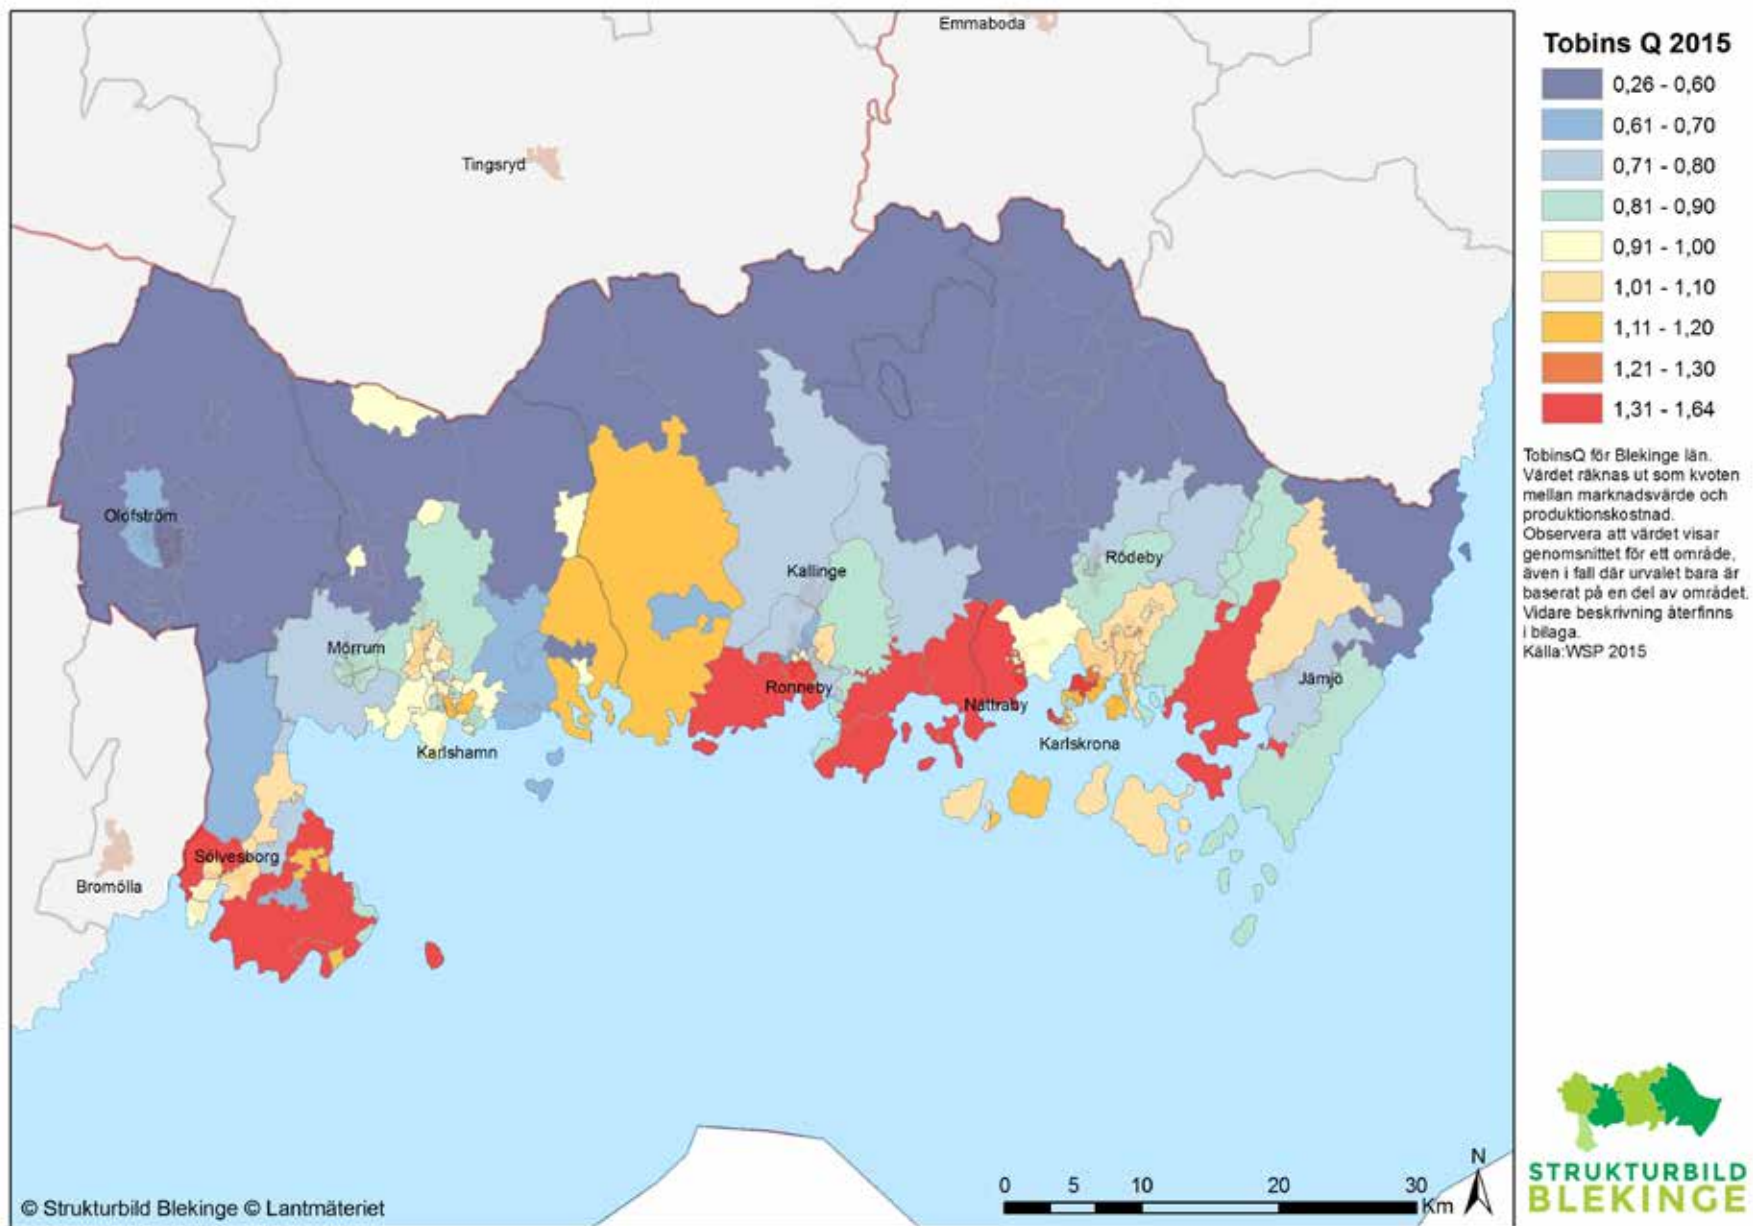 Emmaboda
Tingsryd
Olofström
Kallinge
Rödeby
Mörrum
Ronneby
Nättraby
Jämjö
Karlshamn
Karlskrona
Sölvesborg
Bromölla
Tobins Q 2015
0,26 - 0,60
0,61 - 0,70
0,71 - 0,80
0,81 - 0,90
0,91 - 1,00
1,01 - 1,10
1,11 - 1,20
1,21 - 1,30
1,31 - 1,64
TobinsQ för Blekinge län.
Värdet räknas ut som kvoten
mellan marknadsvärde och
produktionskostnad.
Observera att värdet visar
genomsnittet för ett område,
även i fall där urvalet bara är
baserat på en del av området.
Vidare beskrivning återfinns
i bilaga.
Källa:WSP 2015
© Strukturbild Blekinge © Lantmäteriet
0 5 10 20 30
Km
N
STRUKTURBILD
BLEKINGE